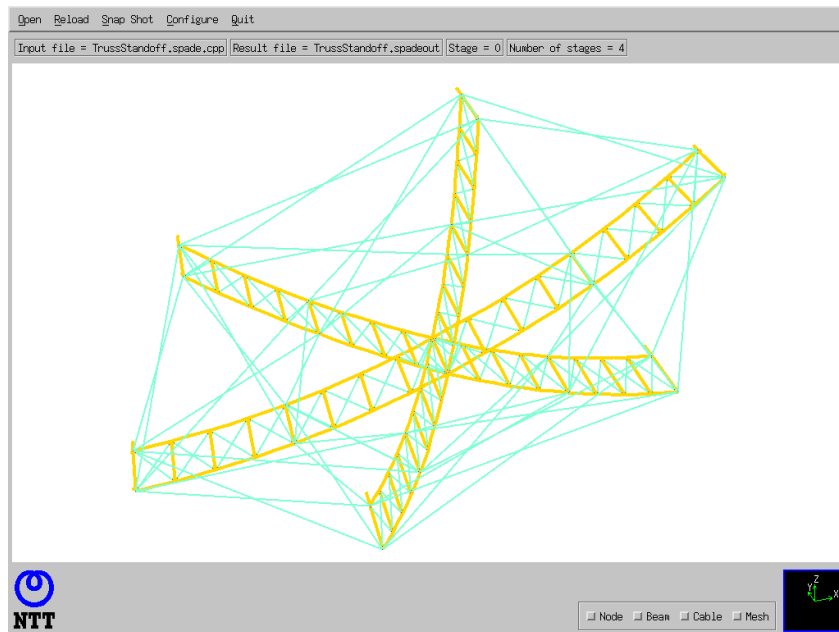 Open Reload Snap Shot Configure Quit
Input file = TrussStandoff.spade.cpp Result file = TrussStandoff.spadeout Stage = 0 Number of stages = 4
Z
Y
X
Node Beam Cable Mesh
NTT